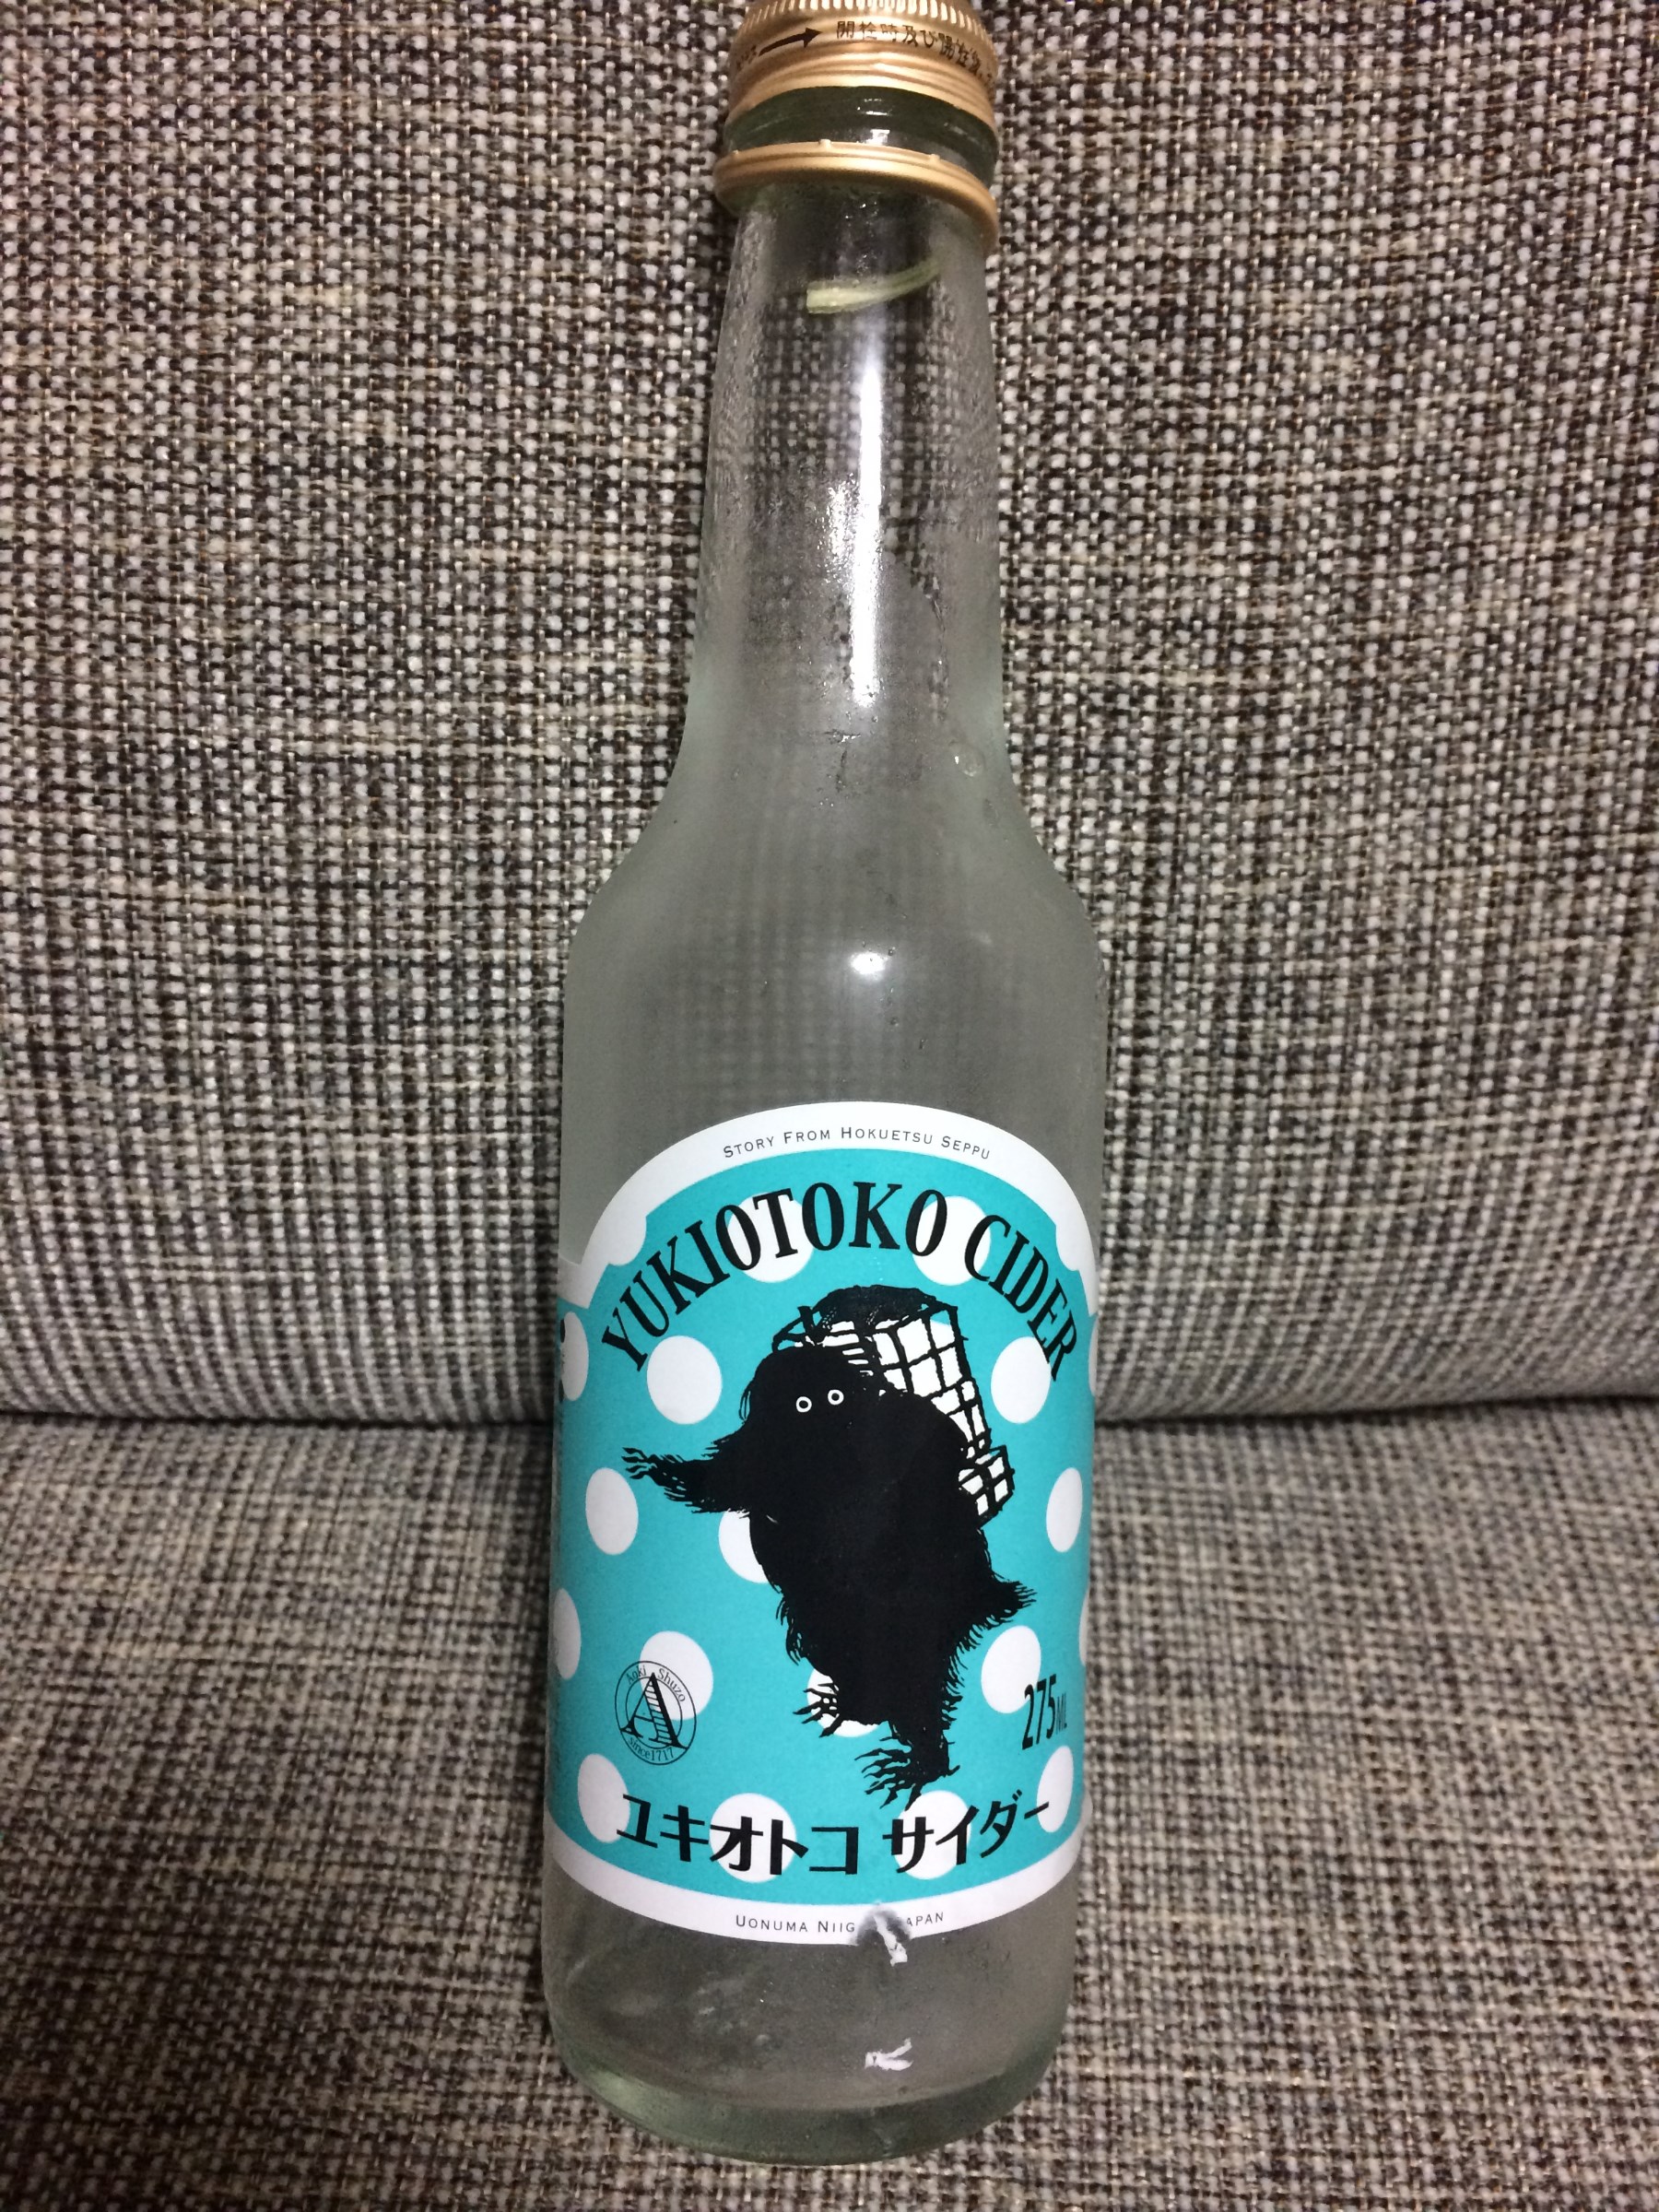 開栓時及び開栓後
STORY FROM HOKUETSU SEPPU
YUKIOTOKO CIDER
Aoki Shuzo
A
since1717
275ML
ユキオトコ サイダー
UONUMA NIIG APAN